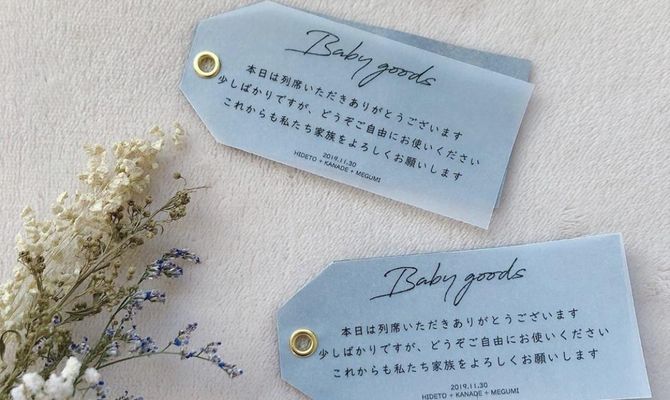 Baby goods
本日は列席いただきありがとうございます
少しばかりですが、どうぞご自由にお使いください
これからも私たち家族をよろしくお願いします
2019.11.30
HIDETO + KANADE + MEGUMI
Baby goods
本日は列席いただきありがとうございます
少しばかりですが、どうぞご自由にお使いください
これからも私たち家族をよろしくお願いします
2019.11.30
HIDETO + KANADE + MEGUMI